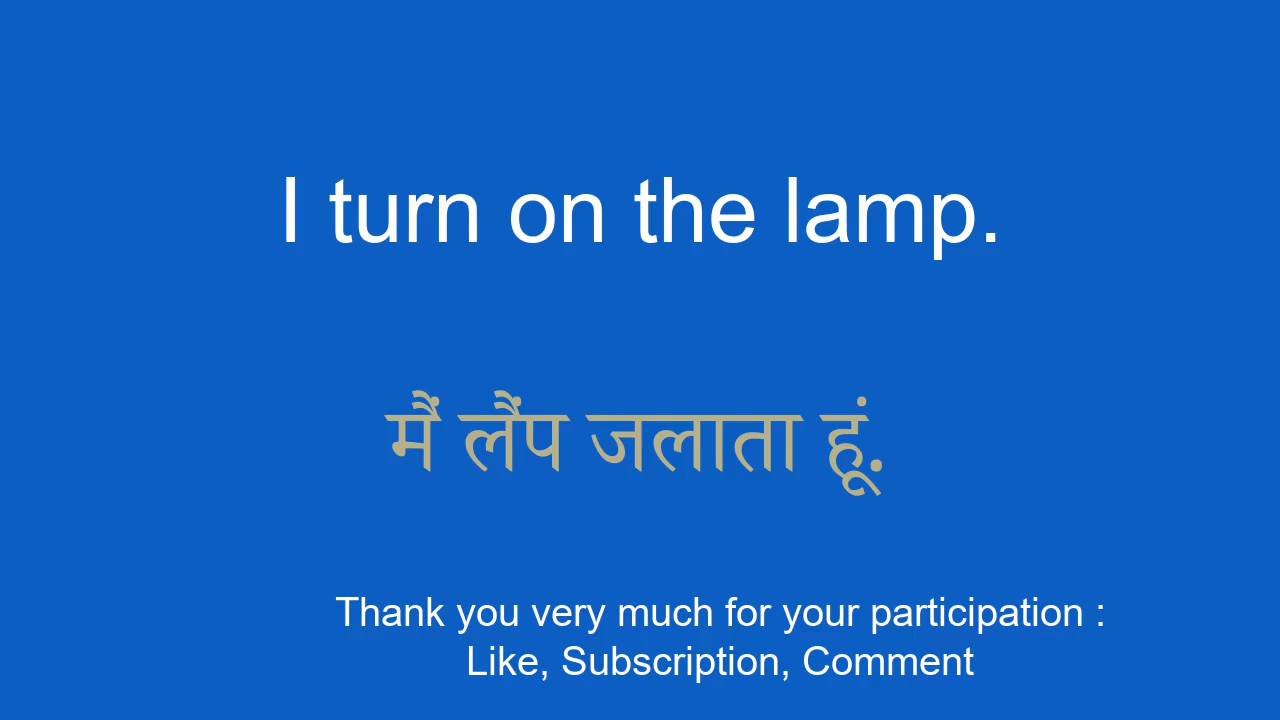 I turn on the lamp.
मैं लैंप जलाता हूं.
Thank you very much for your participation :
Like, Subscription, Comment